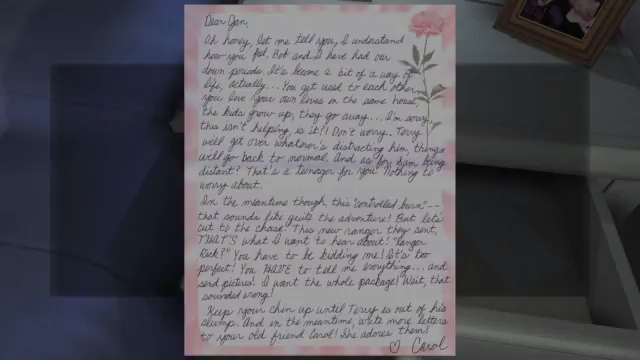 Dear Jan,
Oh honey, let me tell you, I understand
how you feel, Bob and I have had our
down periods. It's become a bit of a way of
life, actually... You get used to each other,
you live your own lives in the same house,
the kids grow up, they go away... I'm sorry,
this isn't helping, is it?! Don't worry. Terry
will get over whatever's distracting him, things
will go back to normal, and as for Sam being
distant? That's a teenager for you. Nothing to
worry about.
In the meantime though, this "controlled burn"--
that sounds like quite the adventure! But let's
cut to the chase! This new ranger they sent,
THAT'S what I want to hear about! "Ranger
Rick?" You have to be kidding me! It's too
perfect! You HAVE to tell me everything... and
send pictures! I want the whole package! Wait, that
sounded wrong!
Keep your chin up until Terry is out of his
slump. And in the meantime, write more letters
to your old friend Carol! She adores them!
♡ Carol